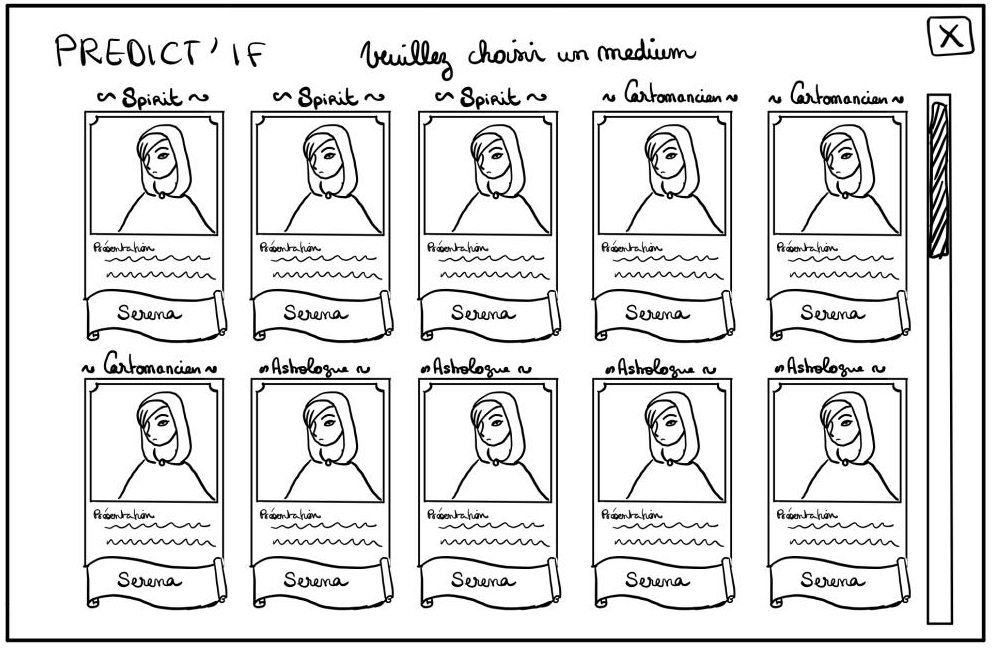 PREDICT'IF
Veuillez choisir un medium
X
~ Spirit ~
~ Spirit ~
~ Spirit ~
~ Cartomancien ~
~ Cartomancien ~
Présentation
Présentation
Présentation
Présentation
Présentation
Serena
Serena
Serena
Serena
Serena
~ Cartomancien ~
~ Astrologue ~
~ Astrologue ~
~ Astrologue ~
~ Astrologue ~
Présentation
Présentation
Présentation
Présentation
Présentation
Serena
Serena
Serena
Serena
Serena